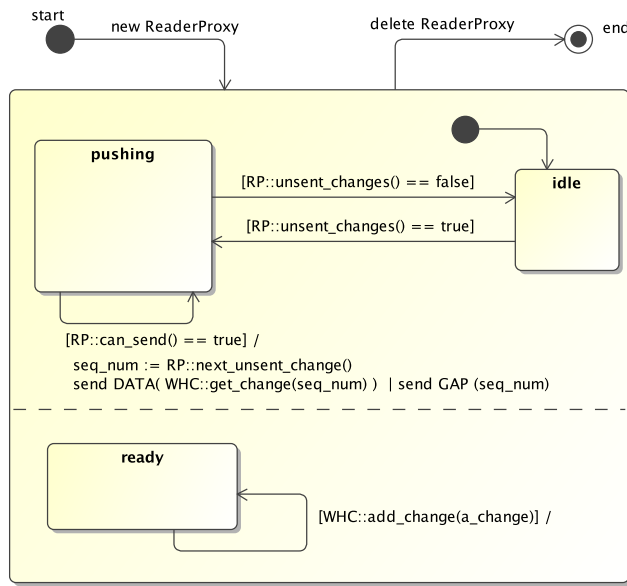 start
new ReaderProxy
delete ReaderProxy
end
pushing
idle
[RP::unsent_changes() == false]
[RP::unsent_changes() == true]
[RP::can_send() == true] /
seq_num := RP::next_unsent_change()
send DATA( WHC::get_change(seq_num) ) | send GAP (seq_num)
ready
[WHC::add_change(a_change)] /